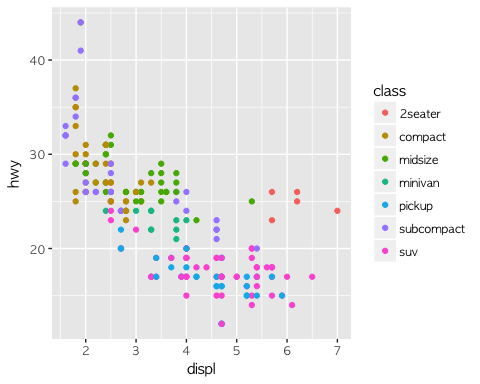 hwy
40
30
20
2 3 4 5 6 7
displ
class
2seater
compact
midsize
minivan
pickup
subcompact
suv